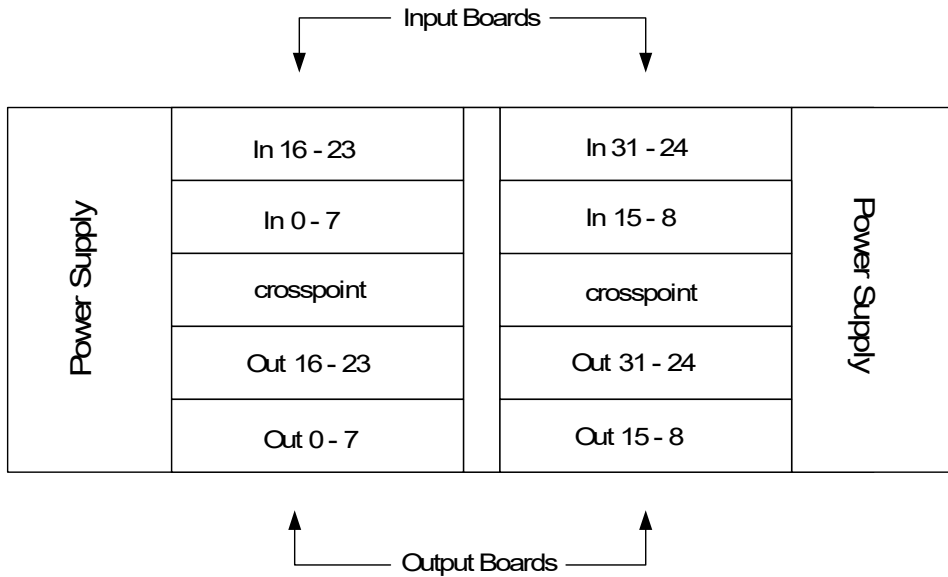 Input Boards
Power Supply
In 16 - 23
In 31 - 24
In 0 - 7
In 15 - 8
crosspoint
crosspoint
Out 16 - 23
Out 31 - 24
Out 0 - 7
Out 15 - 8
Power Supply
Output Boards